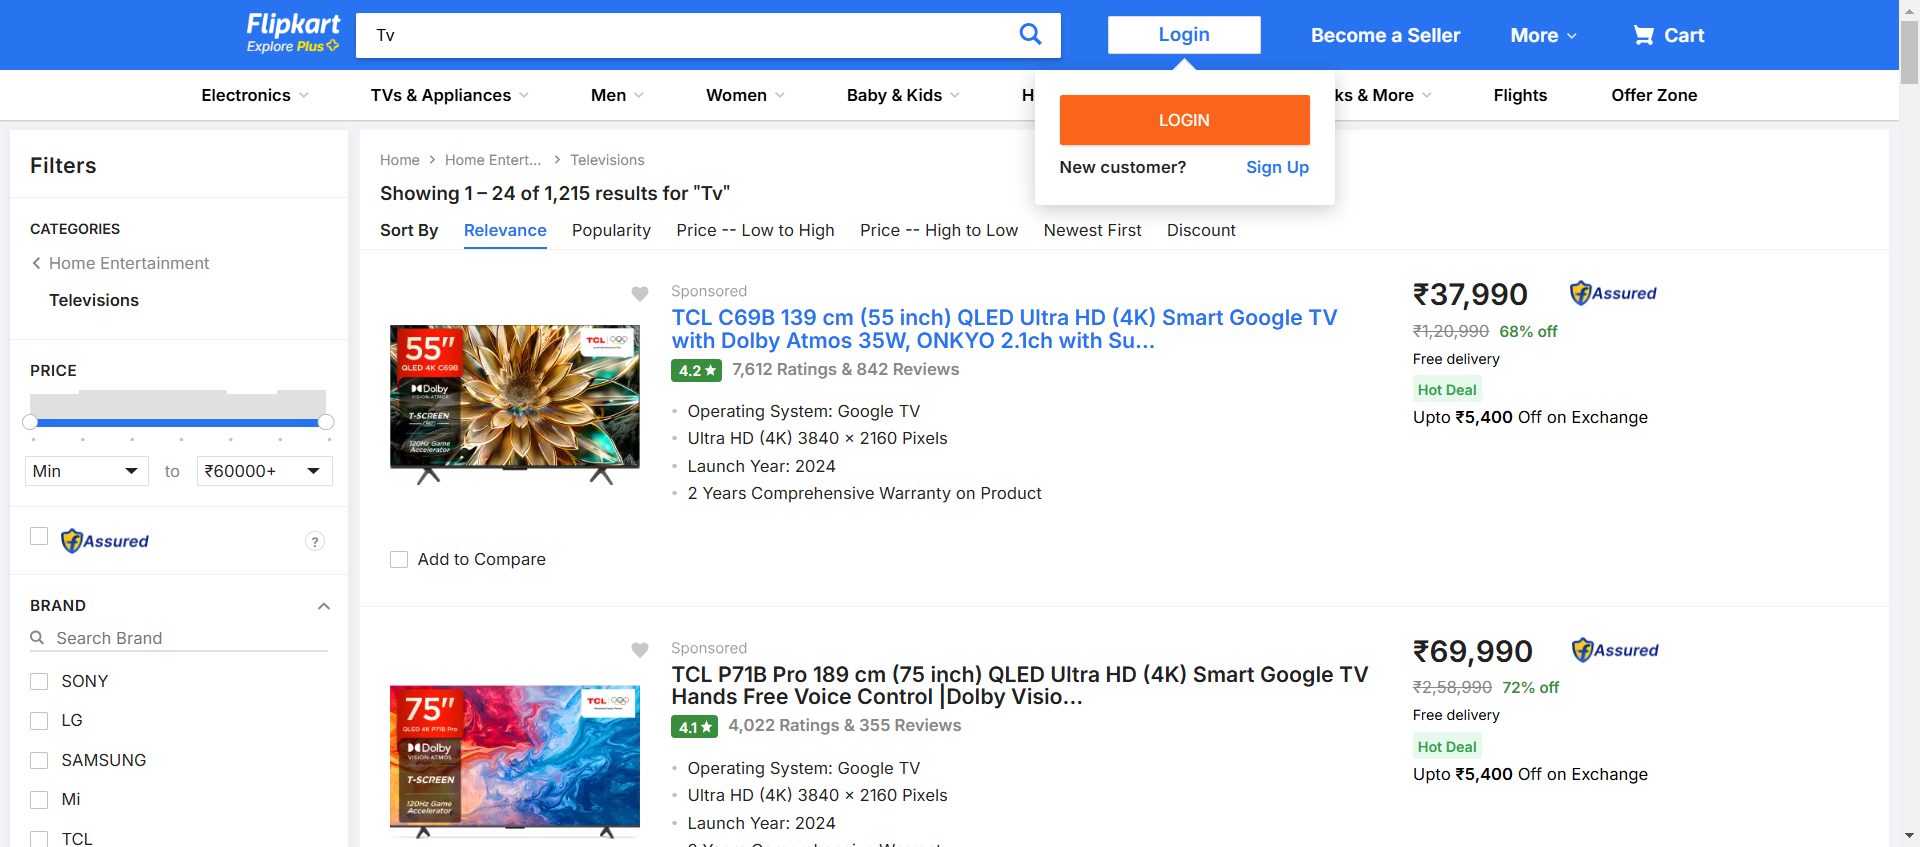 Flipkart
Explore Plus
Tv
Login
Become a Seller
More
Cart
Electronics
TVs & Appliances
Men
Women
Baby & Kids
H
ks & More
Flights
Offer Zone
LOGIN
New customer? Sign Up
Filters
CATEGORIES
Home Entertainment
Televisions
PRICE
Min to ₹60000+
Assured ?
BRAND
Search Brand
SONY
LG
SAMSUNG
Mi
TCL
Home > Home Entert... > Televisions
Showing 1 – 24 of 1,215 results for "Tv"
Sort By Relevance Popularity Price -- Low to High Price -- High to Low Newest First Discount
55"
QLED 4K C69B
Dolby
VISION·ATMOS
T-SCREEN
PRO
120Hz Game
Accelerator
TCL
Add to Compare
Sponsored
TCL C69B 139 cm (55 inch) QLED Ultra HD (4K) Smart Google TV
with Dolby Atmos 35W, ONKYO 2.1ch with Su...
4.2 ★ 7,612 Ratings & 842 Reviews
Operating System: Google TV
Ultra HD (4K) 3840 × 2160 Pixels
Launch Year: 2024
2 Years Comprehensive Warranty on Product
₹37,990 Assured
₹1,20,990 68% off
Free delivery
Hot Deal
Upto ₹5,400 Off on Exchange
75"
QLED 4K P71B Pro
Dolby
VISION·ATMOS
T-SCREEN
120Hz Game
Accelerator
TCL
Sponsored
TCL P71B Pro 189 cm (75 inch) QLED Ultra HD (4K) Smart Google TV
Hands Free Voice Control |Dolby Visio...
4.1 ★ 4,022 Ratings & 355 Reviews
Operating System: Google TV
Ultra HD (4K) 3840 × 2160 Pixels
Launch Year: 2024
₹69,990 Assured
₹2,58,990 72% off
Free delivery
Hot Deal
Upto ₹5,400 Off on Exchange